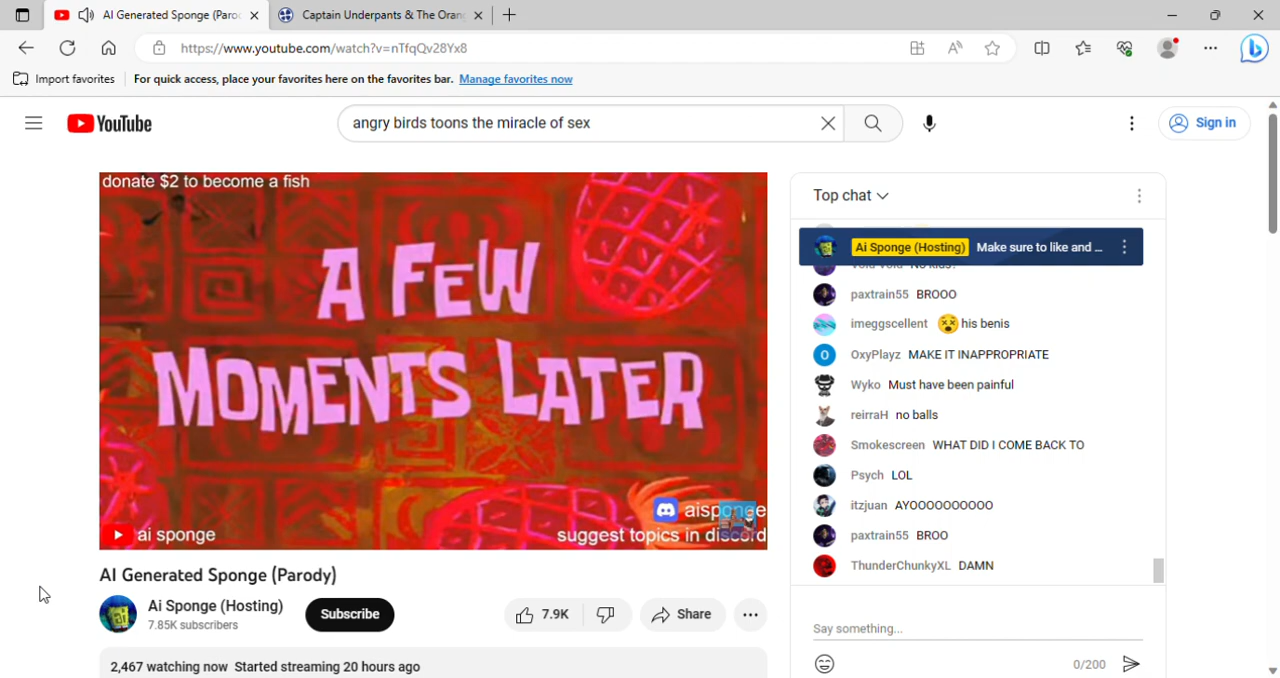 AI Generated Sponge (Paro
Captain Underpants & The Oran
https://www.youtube.com/watch?v=nTfqQv28Yx8
Import favorites
For quick access, place your favorites here on the favorites bar. Manage favorites now
YouTube
angry birds toons the miracle of sex
Sign in
donate $2 to become a fish
A FEW
MOMENTS LATER
aisponge
ai sponge
suggest topics in discord
AI Generated Sponge (Parody)
Ai Sponge (Hosting)
7.85K subscribers
Subscribe
7.9K
Share
2,467 watching now Started streaming 20 hours ago
Top chat
Ai Sponge (Hosting) Make sure to like and ...
paxtrain55 BROOO
imeggscellent his benis
O OxyPlayz MAKE IT INAPPROPRIATE
Wyko Must have been painful
reirraH no balls
Smokescreen WHAT DID I COME BACK TO
Psych LOL
itzjuan AYOOOOOOOOOO
paxtrain55 BROO
ThunderChunkyXL DAMN
Say something...
0/200